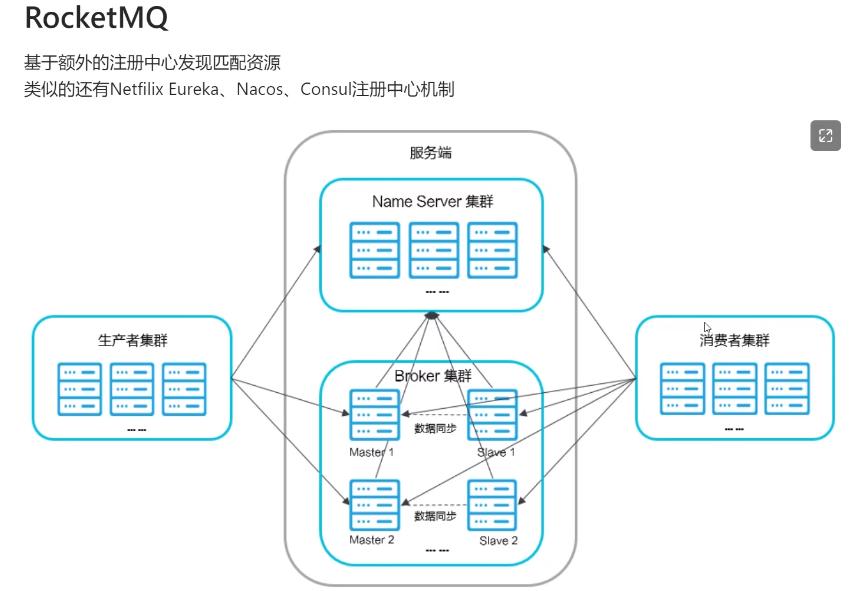 RocketMQ
基于额外的注册中心发现匹配资源
类似的还有Netfilix Eureka、Nacos、Consul注册中心机制
服务端
Name Server 集群
... ...
生产者集群
... ...
消费者集群
... ...
Broker 集群
数据同步
Master 1
Slave 1
数据同步
Master 2
Slave 2
... ...